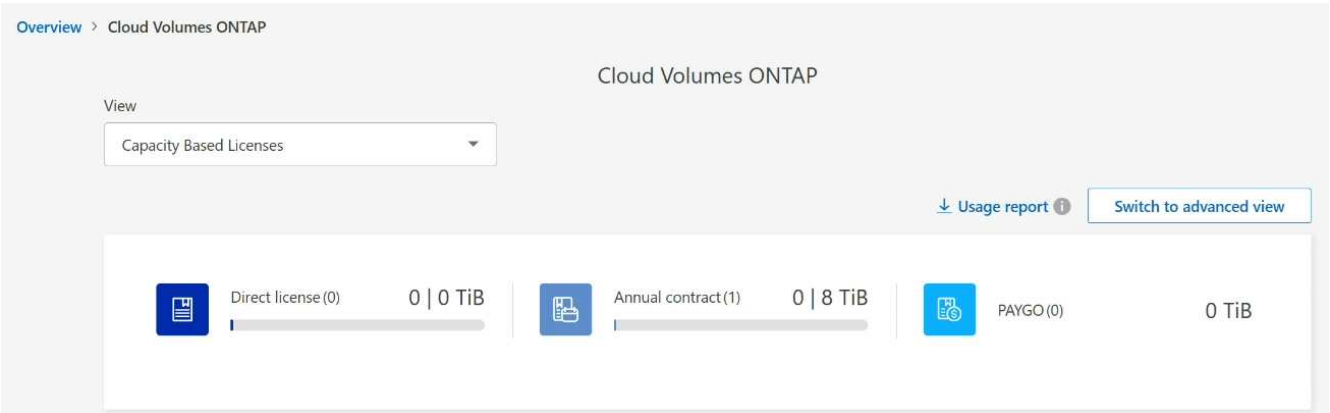 Overview > Cloud Volumes ONTAP
Cloud Volumes ONTAP
View
Capacity Based Licenses
Usage report Switch to advanced view
Direct license (0) 0 | 0 TiB Annual contract (1) 0 | 8 TiB PAYGO (0) 0 TiB